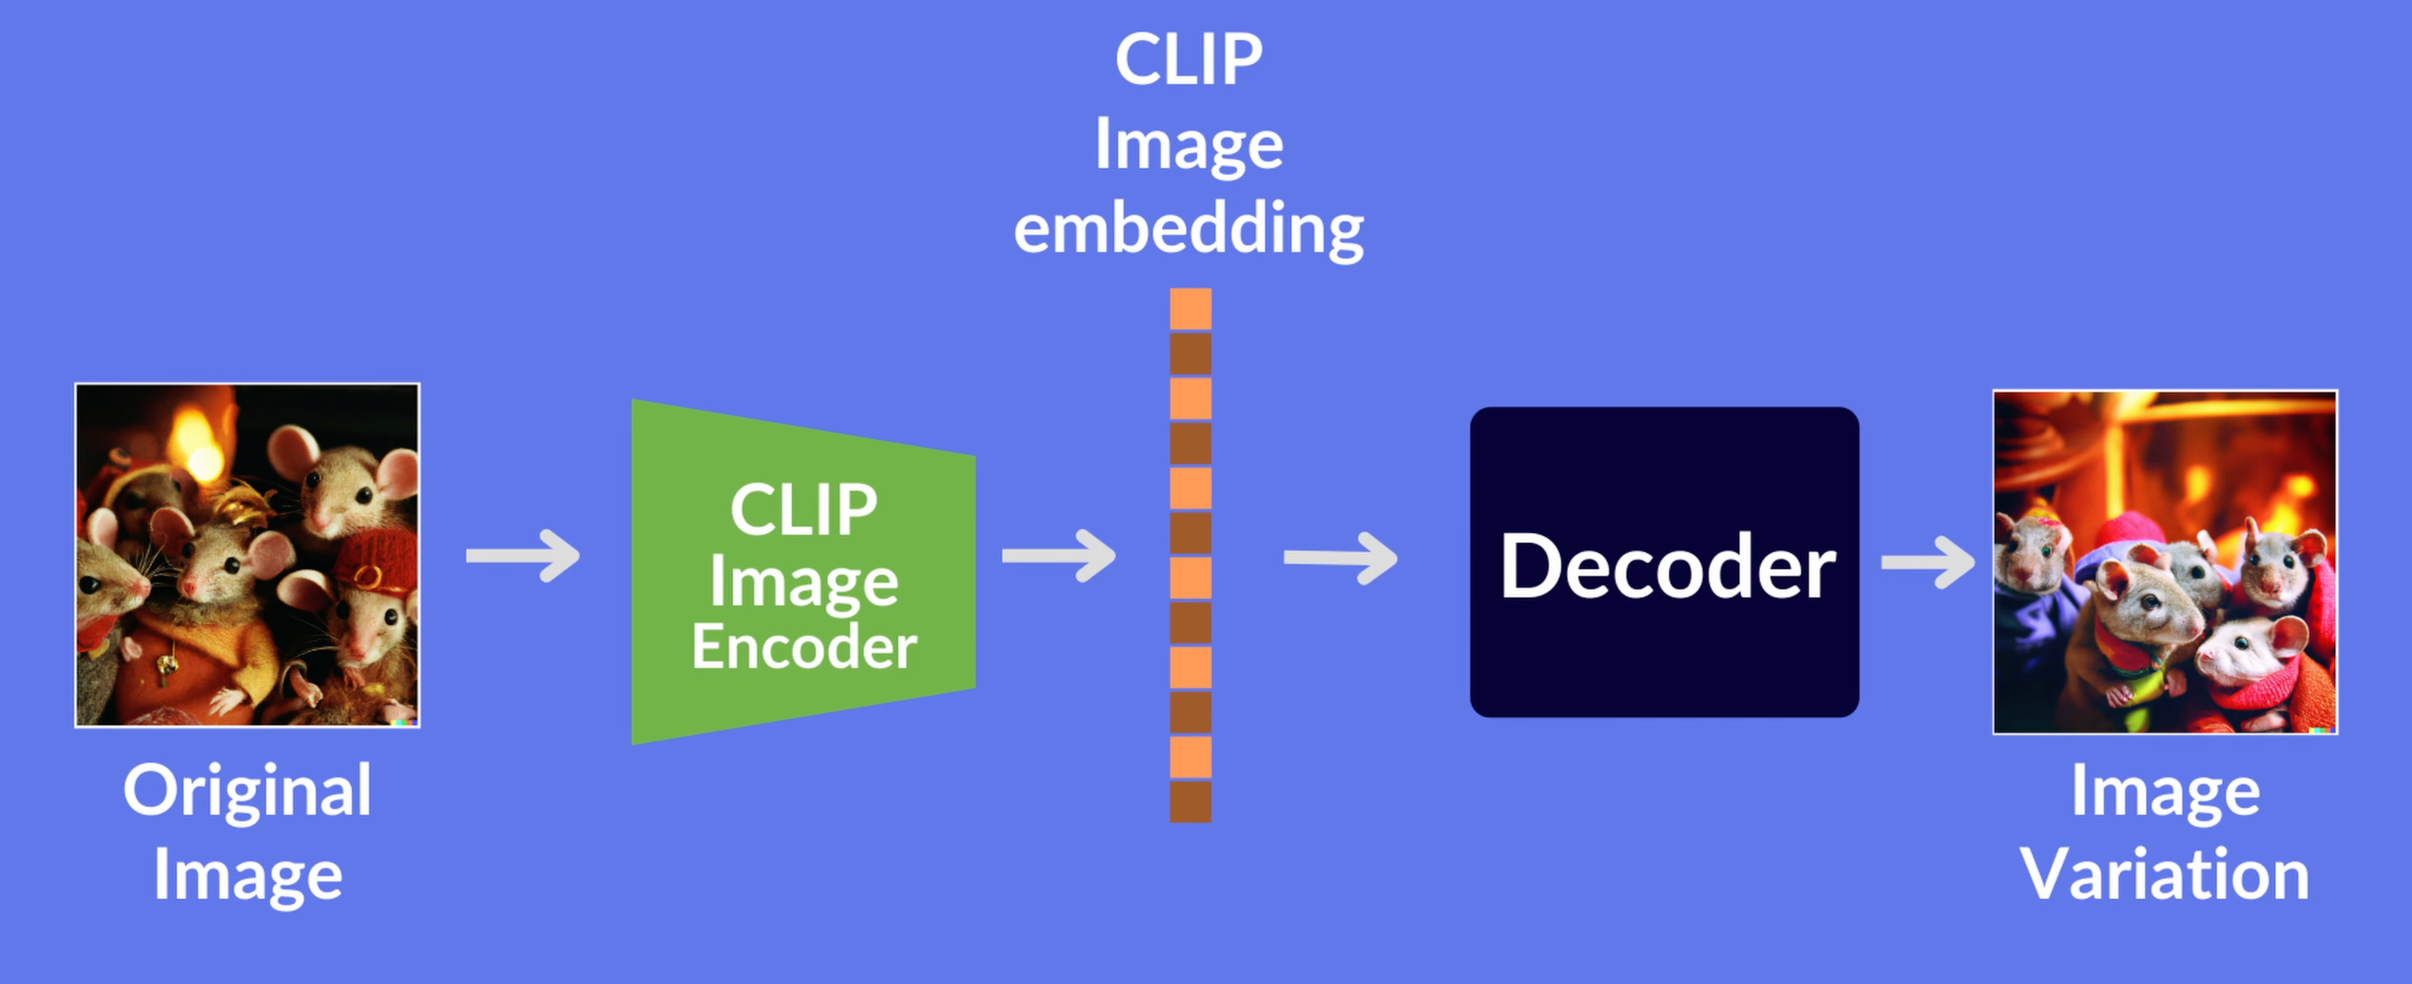 CLIP
Image
embedding
CLIP
Image
Encoder
Decoder
Original
Image
Image
Variation